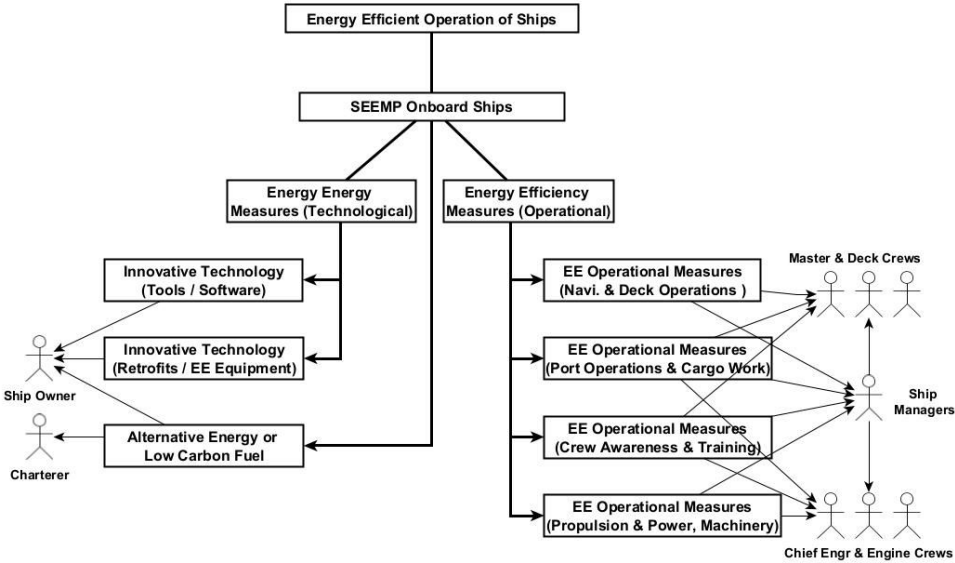 Energy Efficient Operation of Ships
SEEMP Onboard Ships
Energy Energy
Measures (Technological)
Energy Efficiency
Measures (Operational)
Innovative Technology
(Tools / Software)
Innovative Technology
(Retrofits / EE Equipment)
Alternative Energy or
Low Carbon Fuel
Ship Owner
Charterer
EE Operational Measures
(Navi. & Deck Operations )
EE Operational Measures
(Port Operations & Cargo Work)
EE Operational Measures
(Crew Awareness & Training)
EE Operational Measures
(Propulsion & Power, Machinery)
Master & Deck Crews
Ship
Managers
Chief Engr & Engine Crews